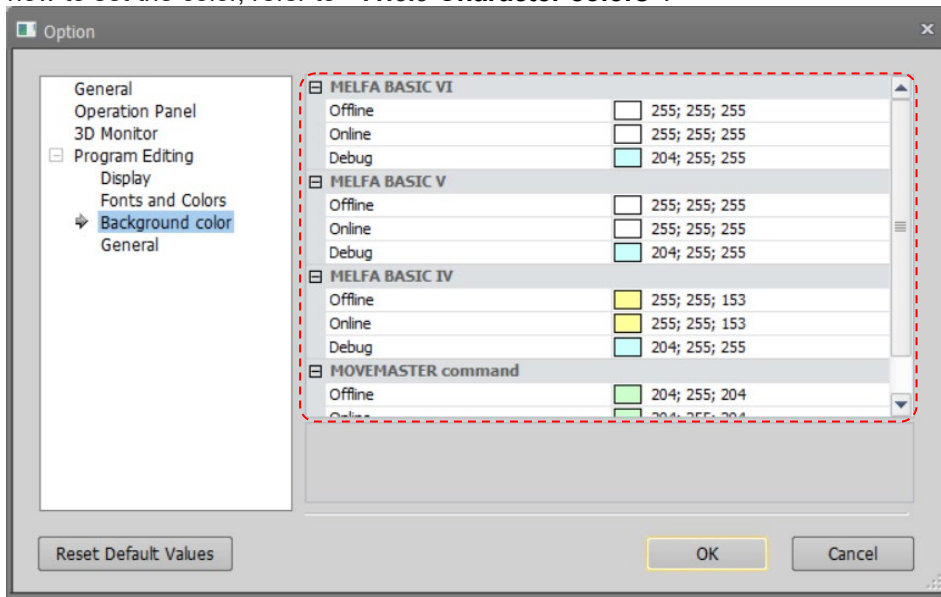 Option
General
Operation Panel
3D Monitor
Program Editing
Display
Fonts and Colors
Background color
General
MELFA BASIC VI
Offline 255; 255; 255
Online 255; 255; 255
Debug 204; 255; 255
MELFA BASIC V
Offline 255; 255; 255
Online 255; 255; 255
Debug 204; 255; 255
MELFA BASIC IV
Offline 255; 255; 153
Online 255; 255; 153
Debug 204; 255; 255
MOVEMASTER command
Offline 204; 255; 204
Reset Default Values OK Cancel